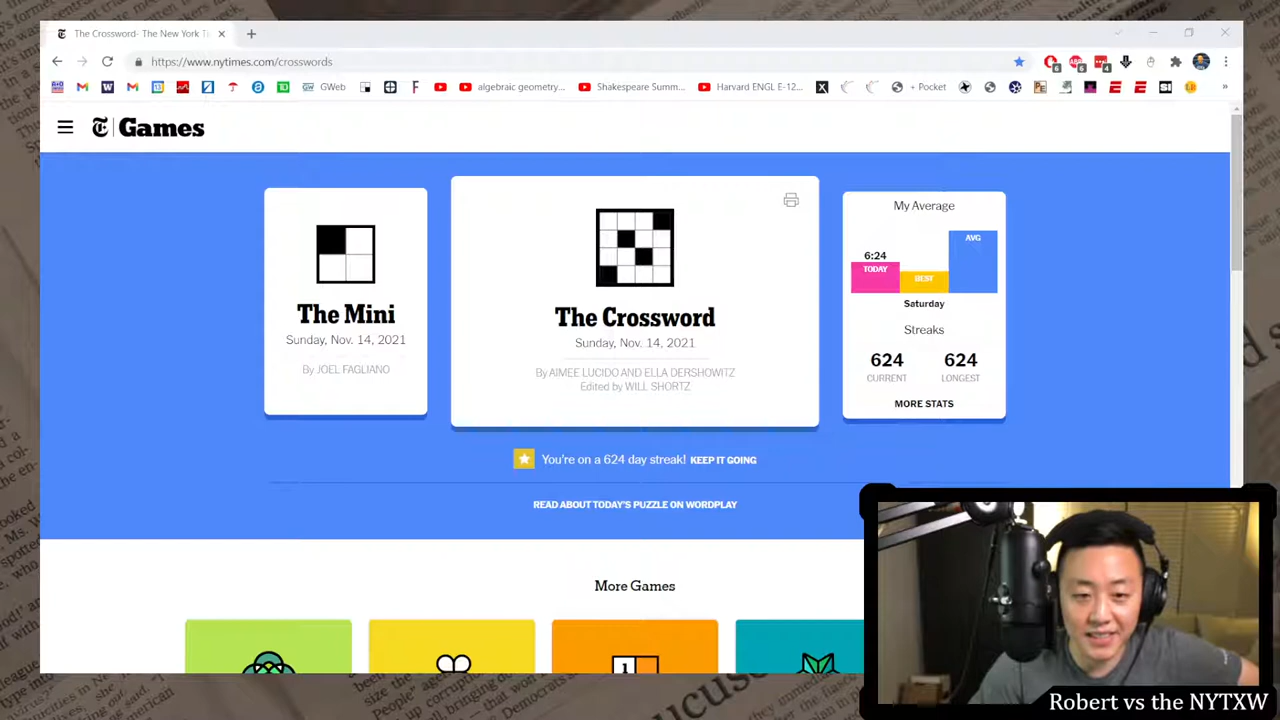 The Crossword- The New York Ti
https://www.nytimes.com/crosswords
GWeb
algebraic geometry...
Shakespeare Summ...
Harvard ENGL E-12...
+ Pocket
Games
The Mini
Sunday, Nov. 14, 2021
By JOEL FAGLIANO
The Crossword
Sunday, Nov. 14, 2021
By AIMEE LUCIDO AND ELLA DERSHOWITZ
Edited by WILL SHORTZ
My Average
AVG
6:24
TODAY
BEST
Saturday
Streaks
624 624
CURRENT LONGEST
MORE STATS
You're on a 624 day streak! KEEP IT GOING
READ ABOUT TODAY'S PUZZLE ON WORDPLAY
More Games
1
Robert vs the NYTXW